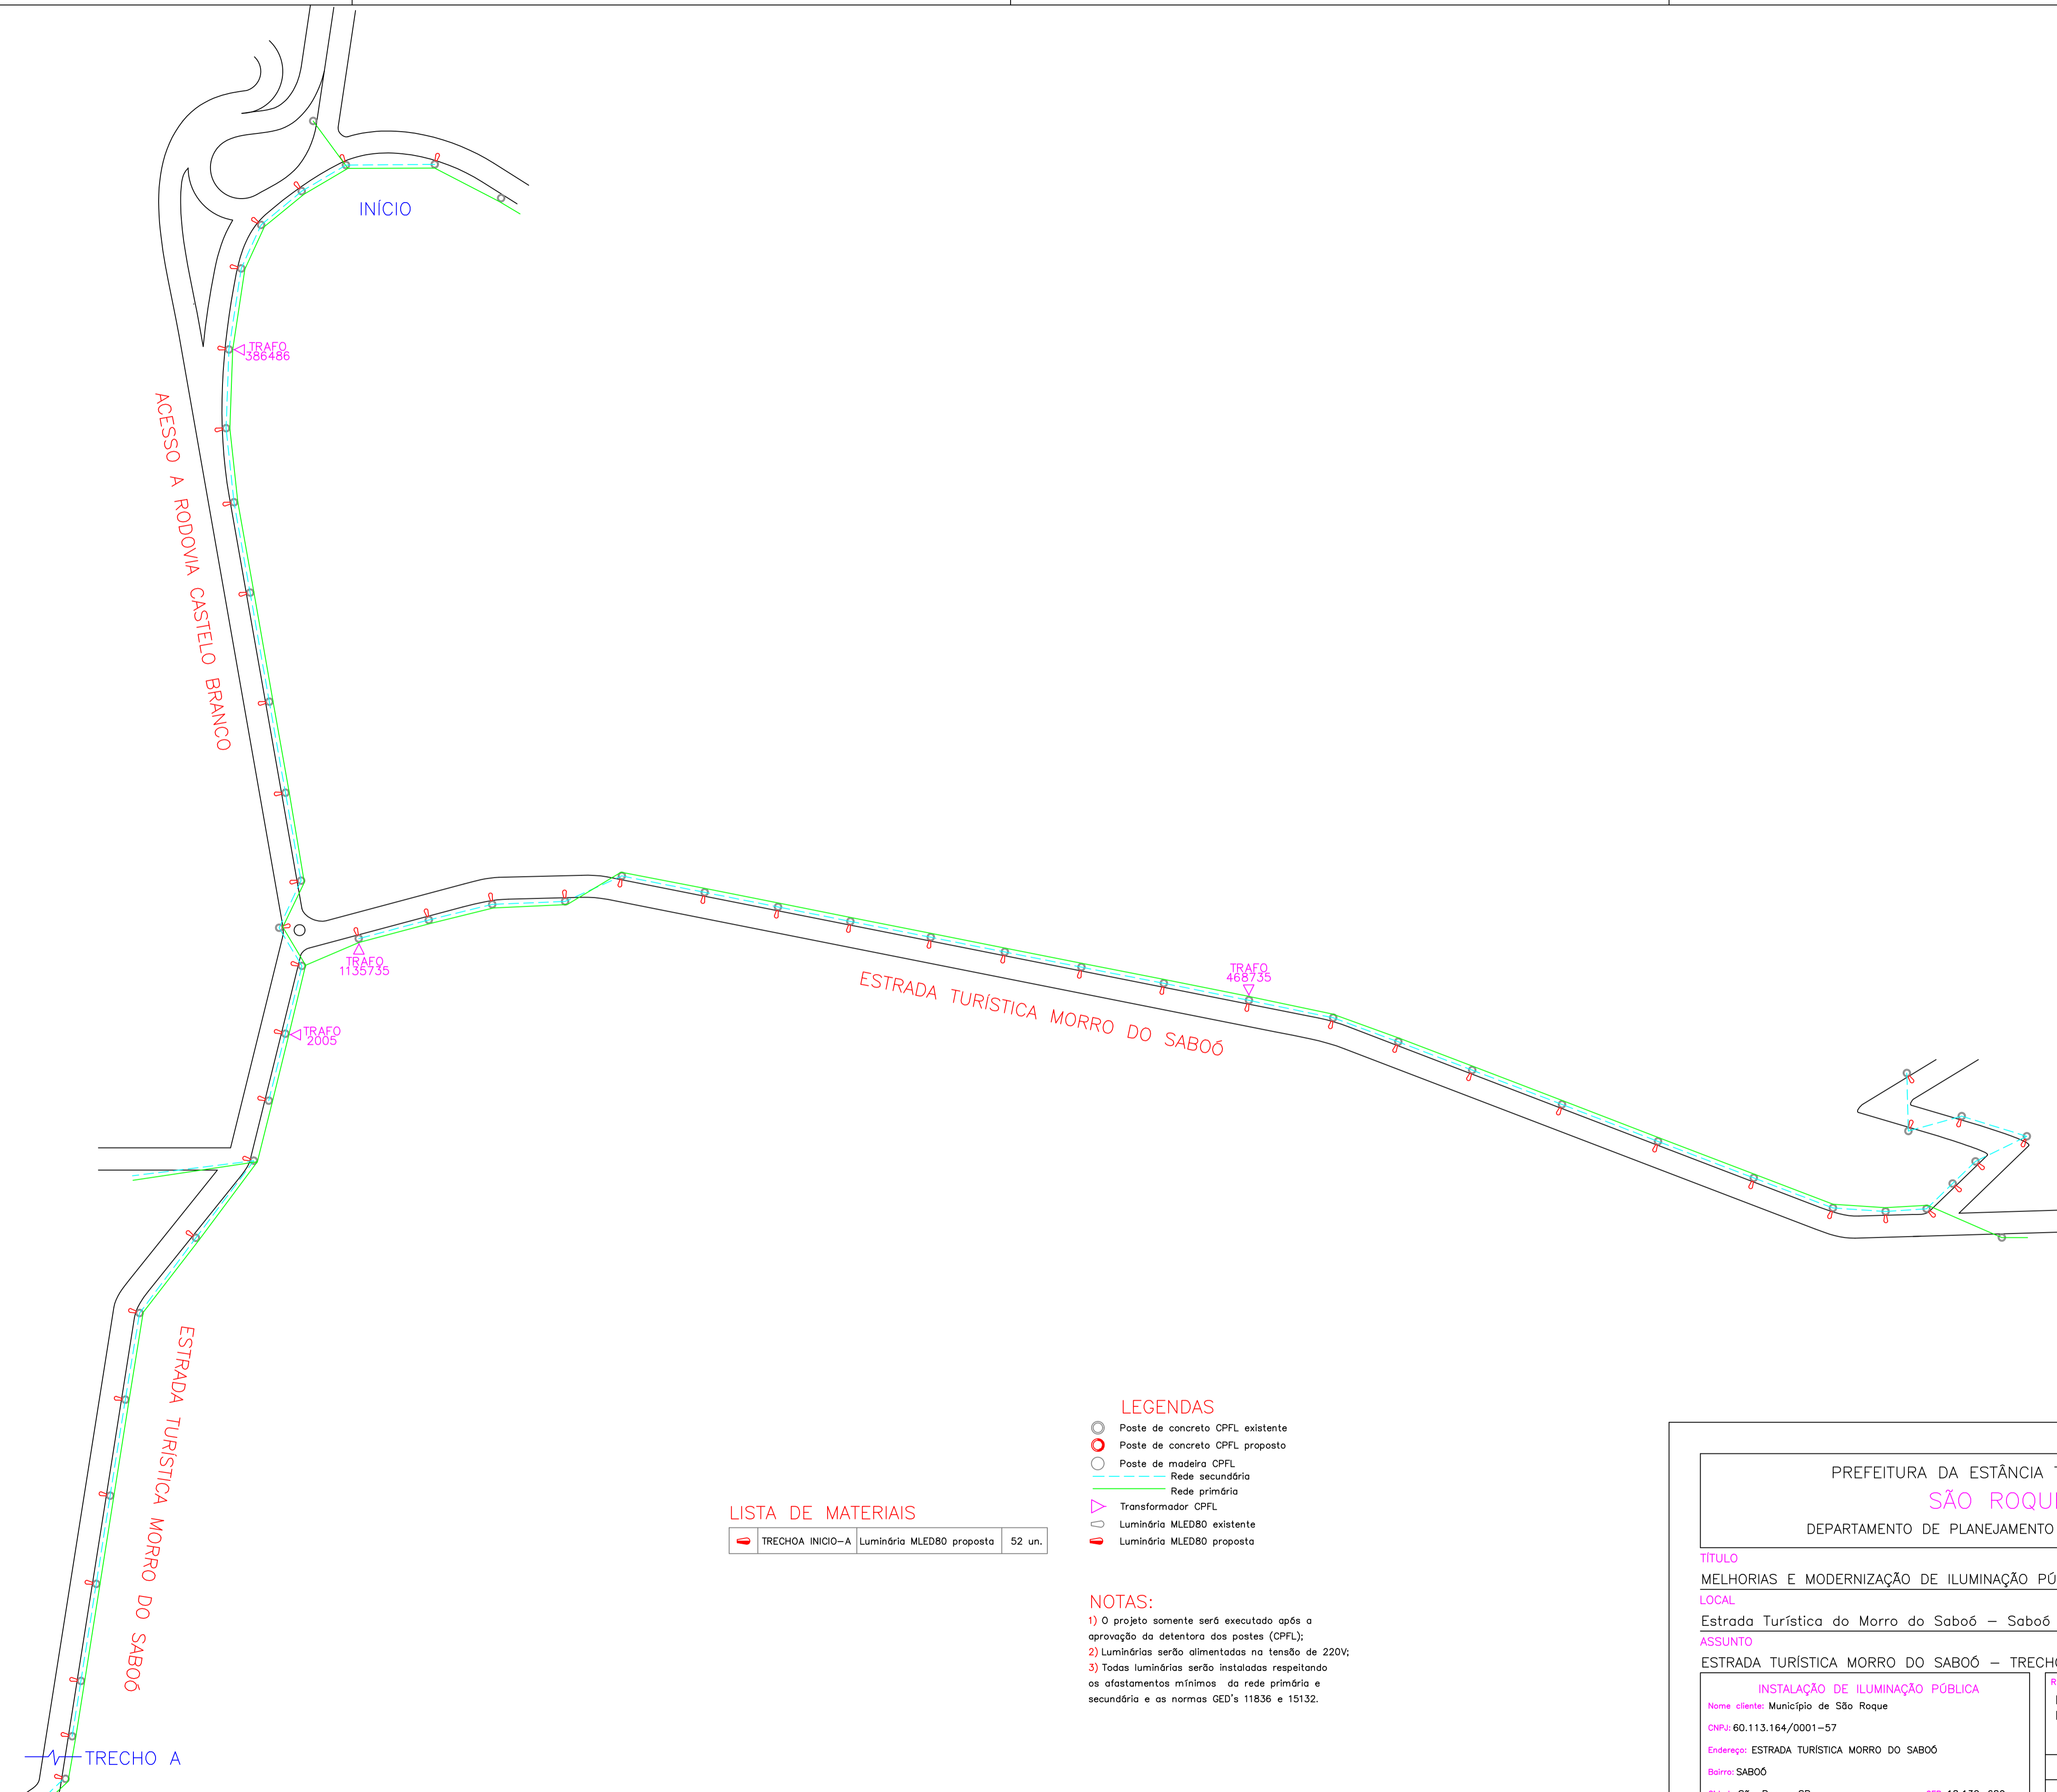 INÍCIO
TRAFO
386486
ACESSO A RODOVIA CASTELO BRANCO
TRAFO
1135735
TRAFO
468735
ESTRADA TURÍSTICA MORRO DO SABOÓ
TRAFO
2005
ESTRADA TURÍSTICA MORRO DO SABOÓ
TRECHO A
LISTA DE MATERIAIS
TRECHOA INICIO-A Luminária MLED80 proposta 52 un.
LEGENDAS
Poste de concreto CPFL existente
Poste de concreto CPFL proposto
Poste de madeira CPFL
Rede secundária
Rede primária
Transformador CPFL
Luminária MLED80 existente
Luminária MLED80 proposta
NOTAS:
1) O projeto somente será executado após a
aprovação da detentora dos postes (CPFL);
2) Luminárias serão alimentadas na tensão de 220V;
3) Todas luminárias serão instaladas respeitando
os afastamentos mínimos da rede primária e
secundária e as normas GED's 11836 e 15132.
PREFEITURA DA ESTÂNCIA
SÃO
DEPARTAMENTO DE PLANEJAMENTO
TÍTULO
MELHORIAS E MODERNIZAÇÃO DE ILUMINAÇÃO
LOCAL
Estrada Turística do Morro do Saboó – Saboó
ASSUNTO
ESTRADA TURÍSTICA MORRO DO SABOÓ –
INSTALAÇÃO DE ILUMINAÇÃO PÚBLICA
Nome cliente: Município de São Roque
CNPJ: 60.113.164/0001-57
Endereço: ESTRADA TURÍSTICA MORRO DO SABOÓ
Bairro: SABOÓ